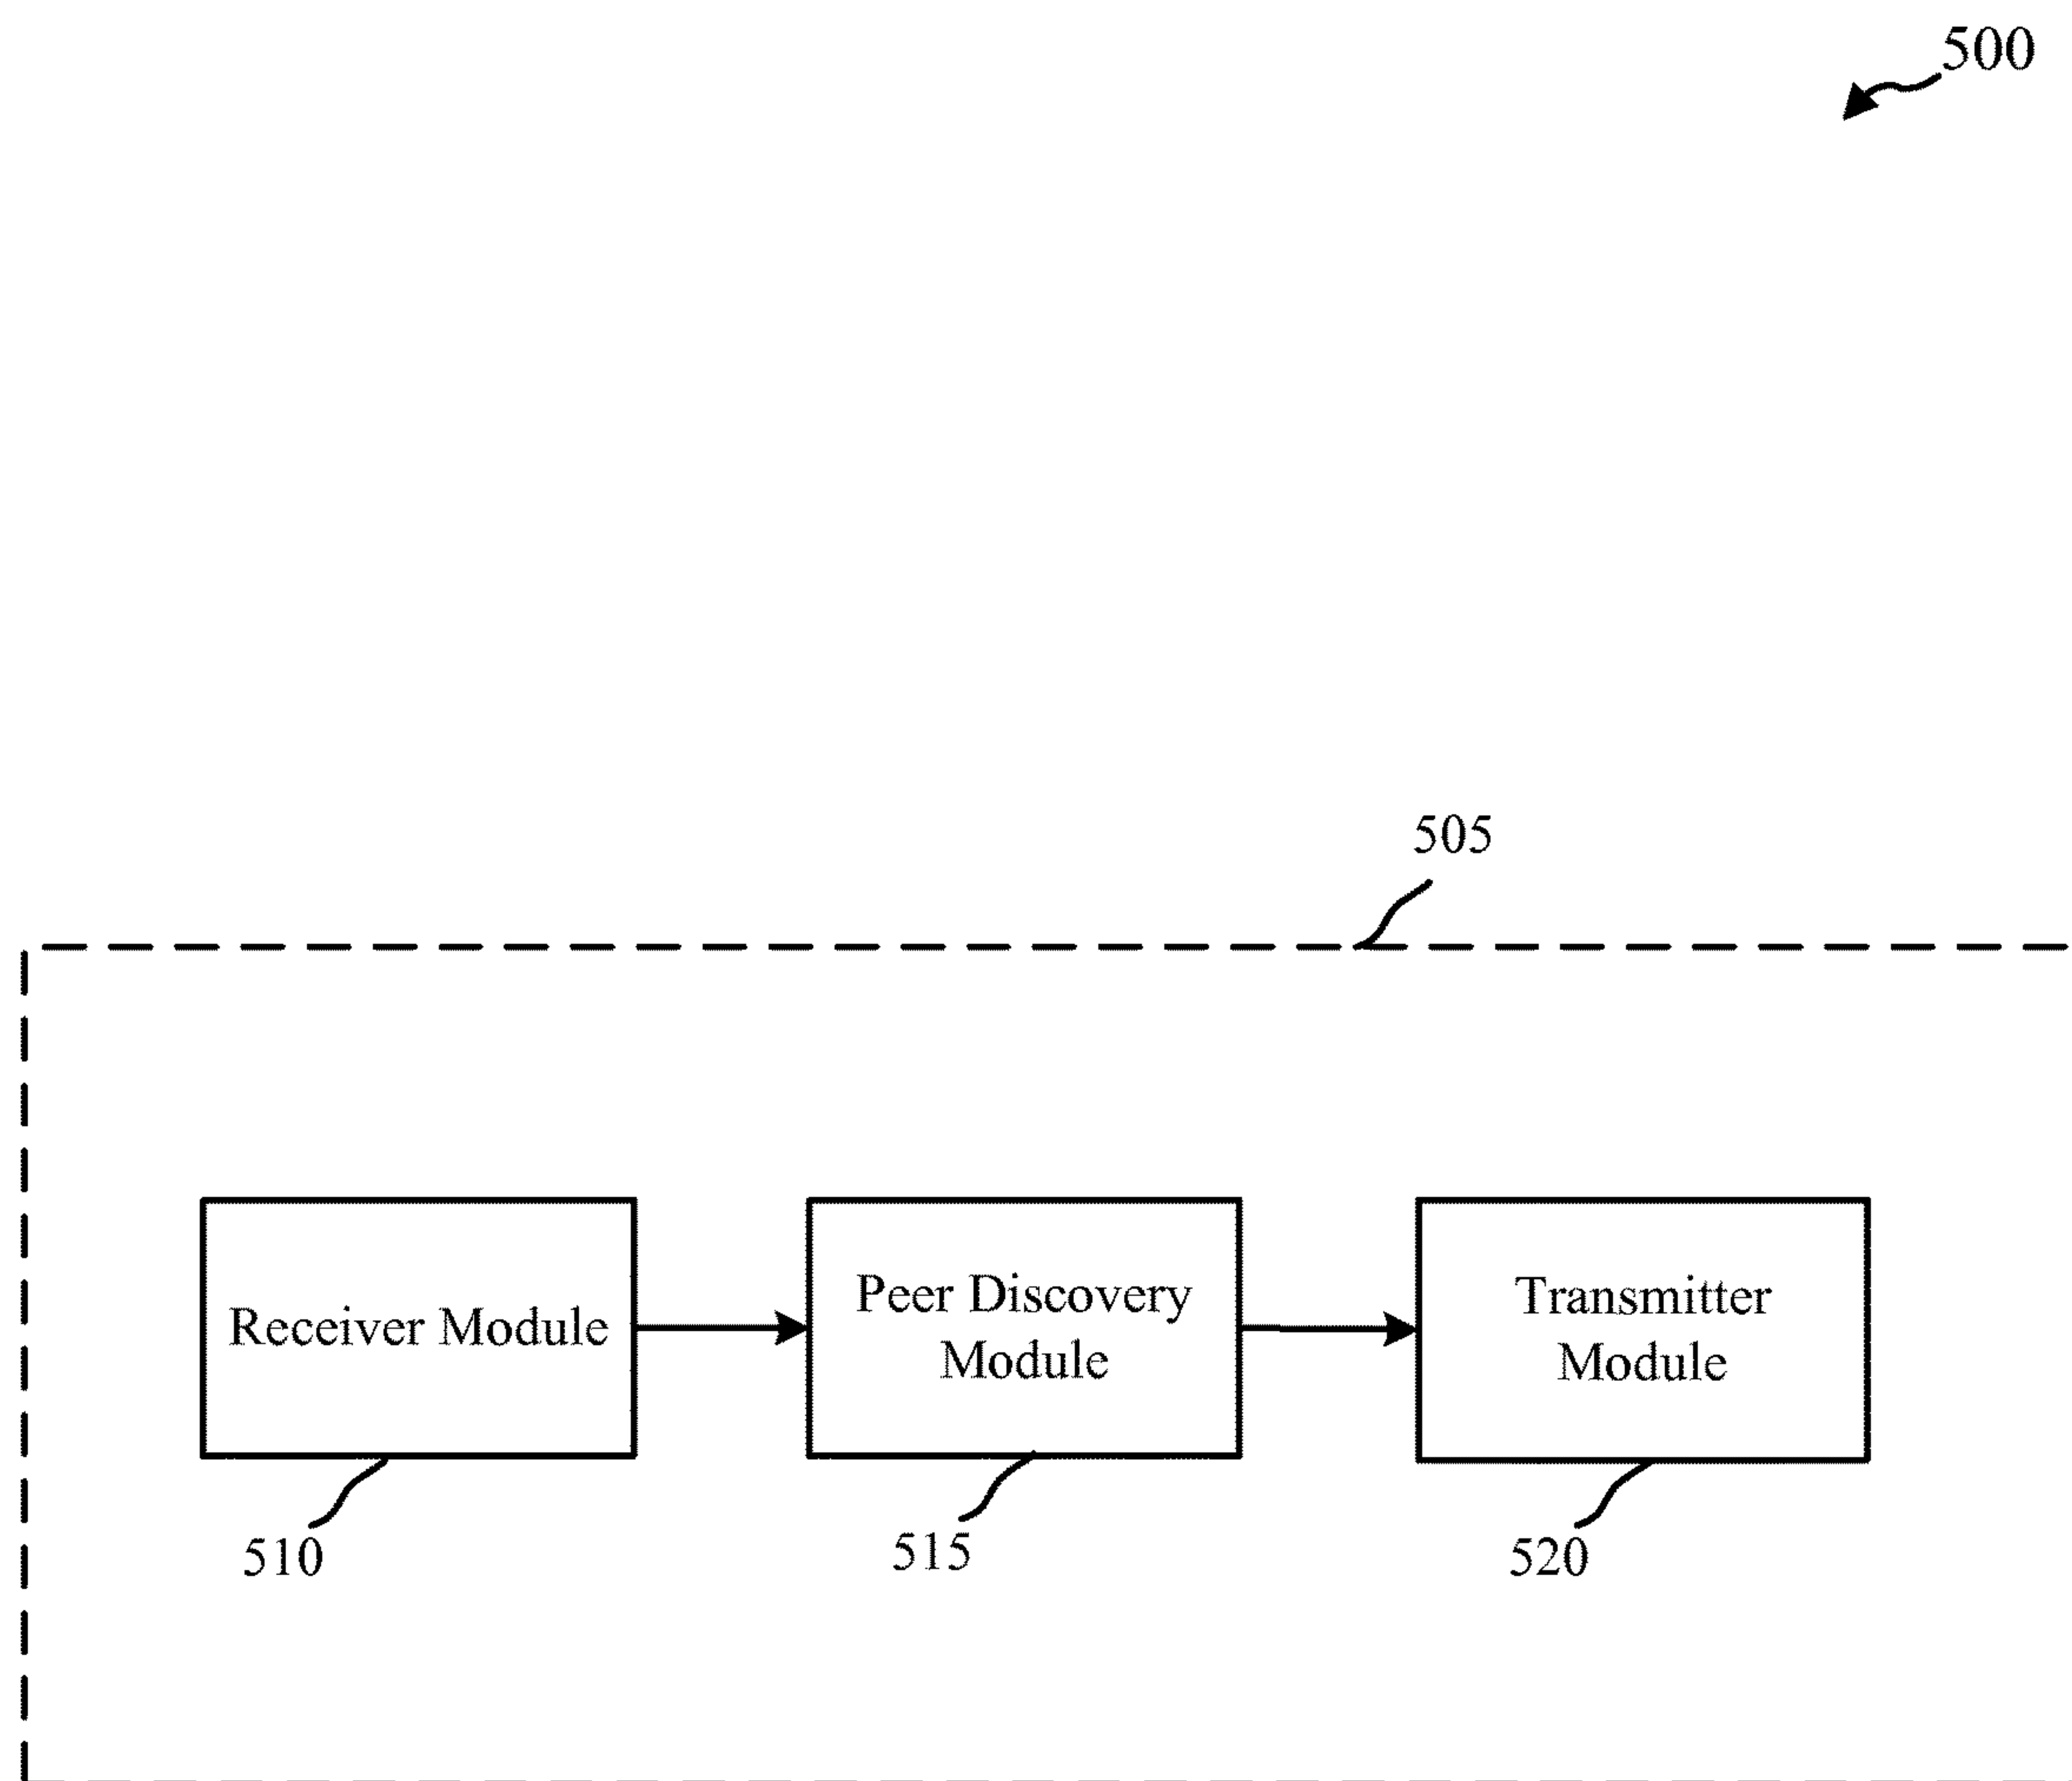 500
505
Receiver Module
Peer Discovery
Module
Transmitter
Module
510
515
520